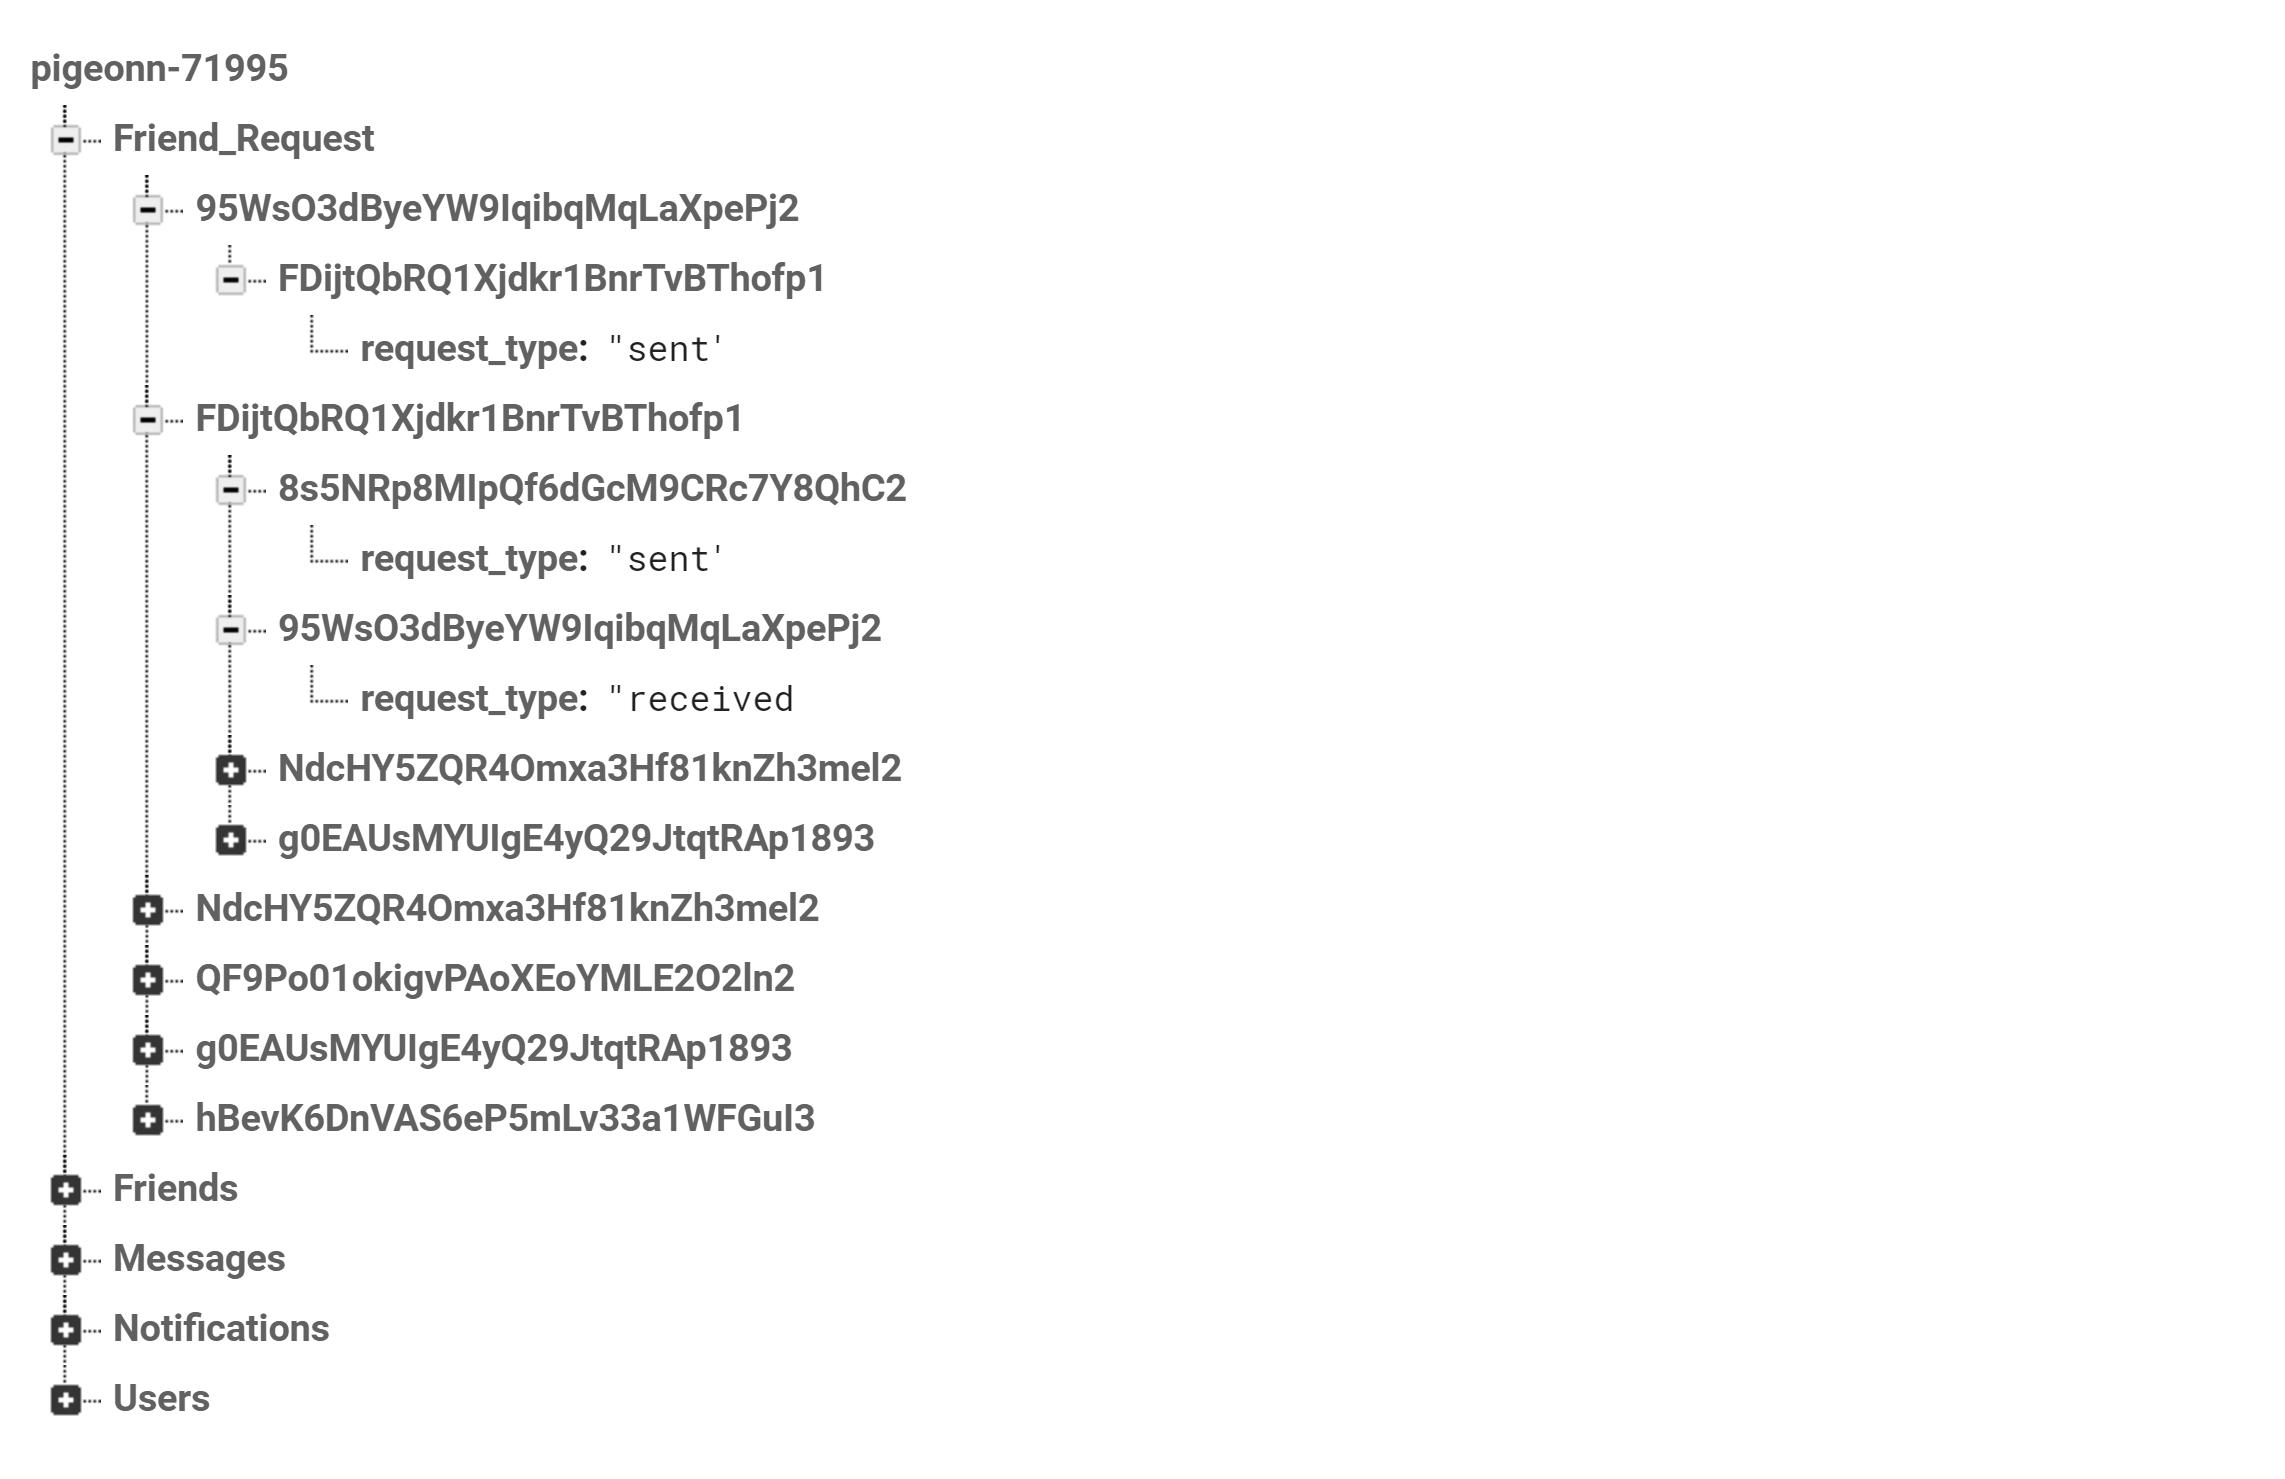 pigeonn-71995
Friend_Request
95WsO3dByeYW9IqibqMqLaXpePj2
FDijtQbRQ1Xjdkr1BnrTvBThofp1
request_type: "sent'
FDijtQbRQ1Xjdkr1BnrTvBThofp1
8s5NRp8MIpQf6dGcM9CRc7Y8QhC2
request_type: "sent'
95WsO3dByeYW9IqibqMqLaXpePj2
request_type: "received
NdcHY5ZQR4Omxa3Hf81knZh3mel2
g0EAUsMYUIgE4yQ29JtqtRAp1893
NdcHY5ZQR4Omxa3Hf81knZh3mel2
QF9Po01okigvPAoXEoYMLE2O2ln2
g0EAUsMYUIgE4yQ29JtqtRAp1893
hBevK6DnVAS6eP5mLv33a1WFGuI3
Friends
Messages
Notifications
Users